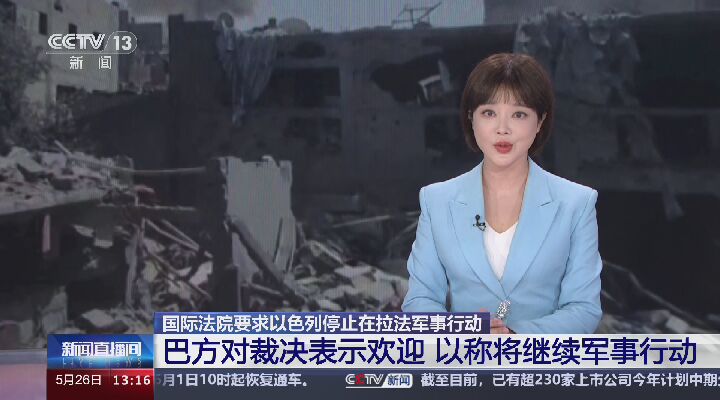 CCTV 13
新闻
国际法院要求以色列停止在拉法军事行动
新闻直播间
巴方对裁决表示欢迎 以称将继续军事行动
5月26日 13:16
5月1日10时起恢复通车。 CCTV 新闻 截至目前,已有超230家上市公司今年计划中期